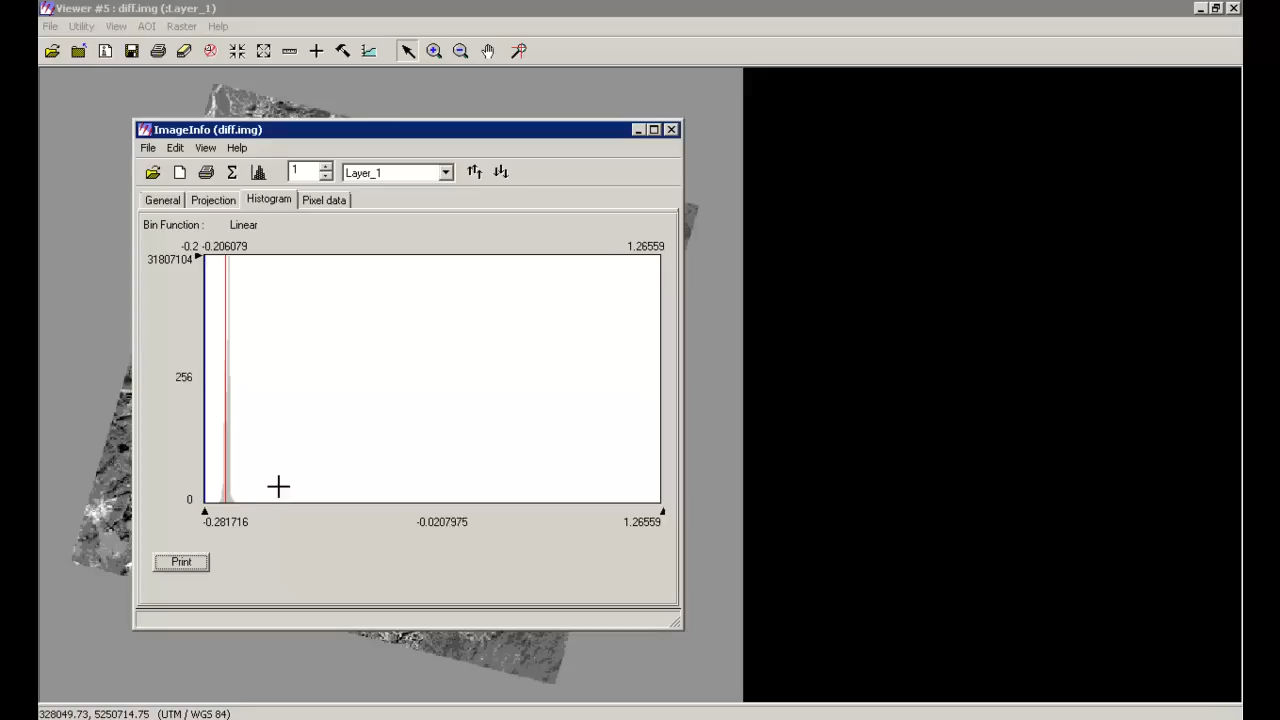 Viewer #5 : diff.img (:Layer_1)
File Utility View AOI Raster Help
ImageInfo (diff.img)
File Edit View Help
1 Layer_1
General Projection Histogram Pixel data
Bin Function : Linear
-0.2 -0.206079 1.26559
31807104
256
0
-0.281716 -0.0207975 1.26559
Print
328049.73, 5250714.75 (UTM / WGS 84)